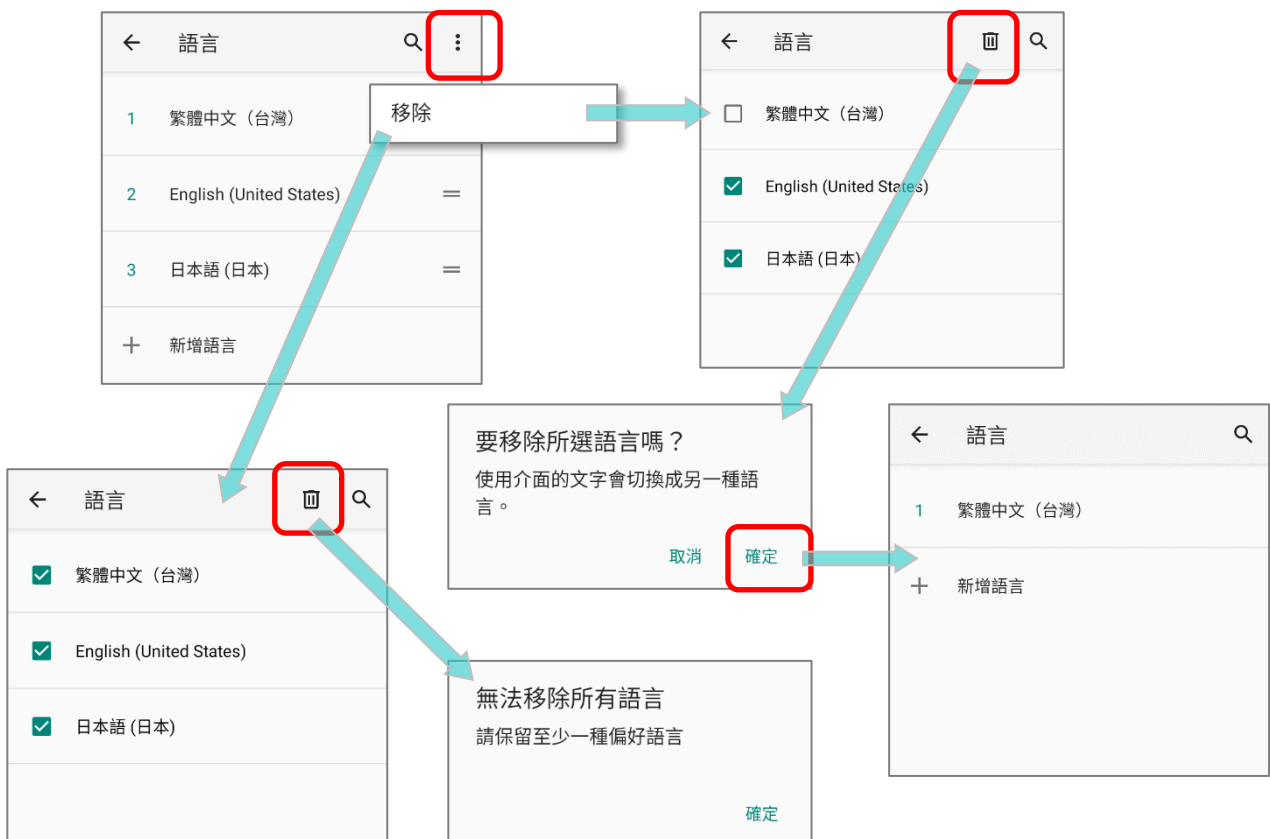 語言
1 繁體中文（台灣）
2 English (United States)
3 日本語 (日本)
新增語言
移除
語言
繁體中文（台灣）
English (United States)
日本語 (日本)
語言
繁體中文（台灣）
English (United States)
日本語 (日本)
要移除所選語言嗎？
使用介面的文字會切換成另一種語
言。
取消 確定
無法移除所有語言
請保留至少一種偏好語言
確定
語言
1 繁體中文（台灣）
新增語言